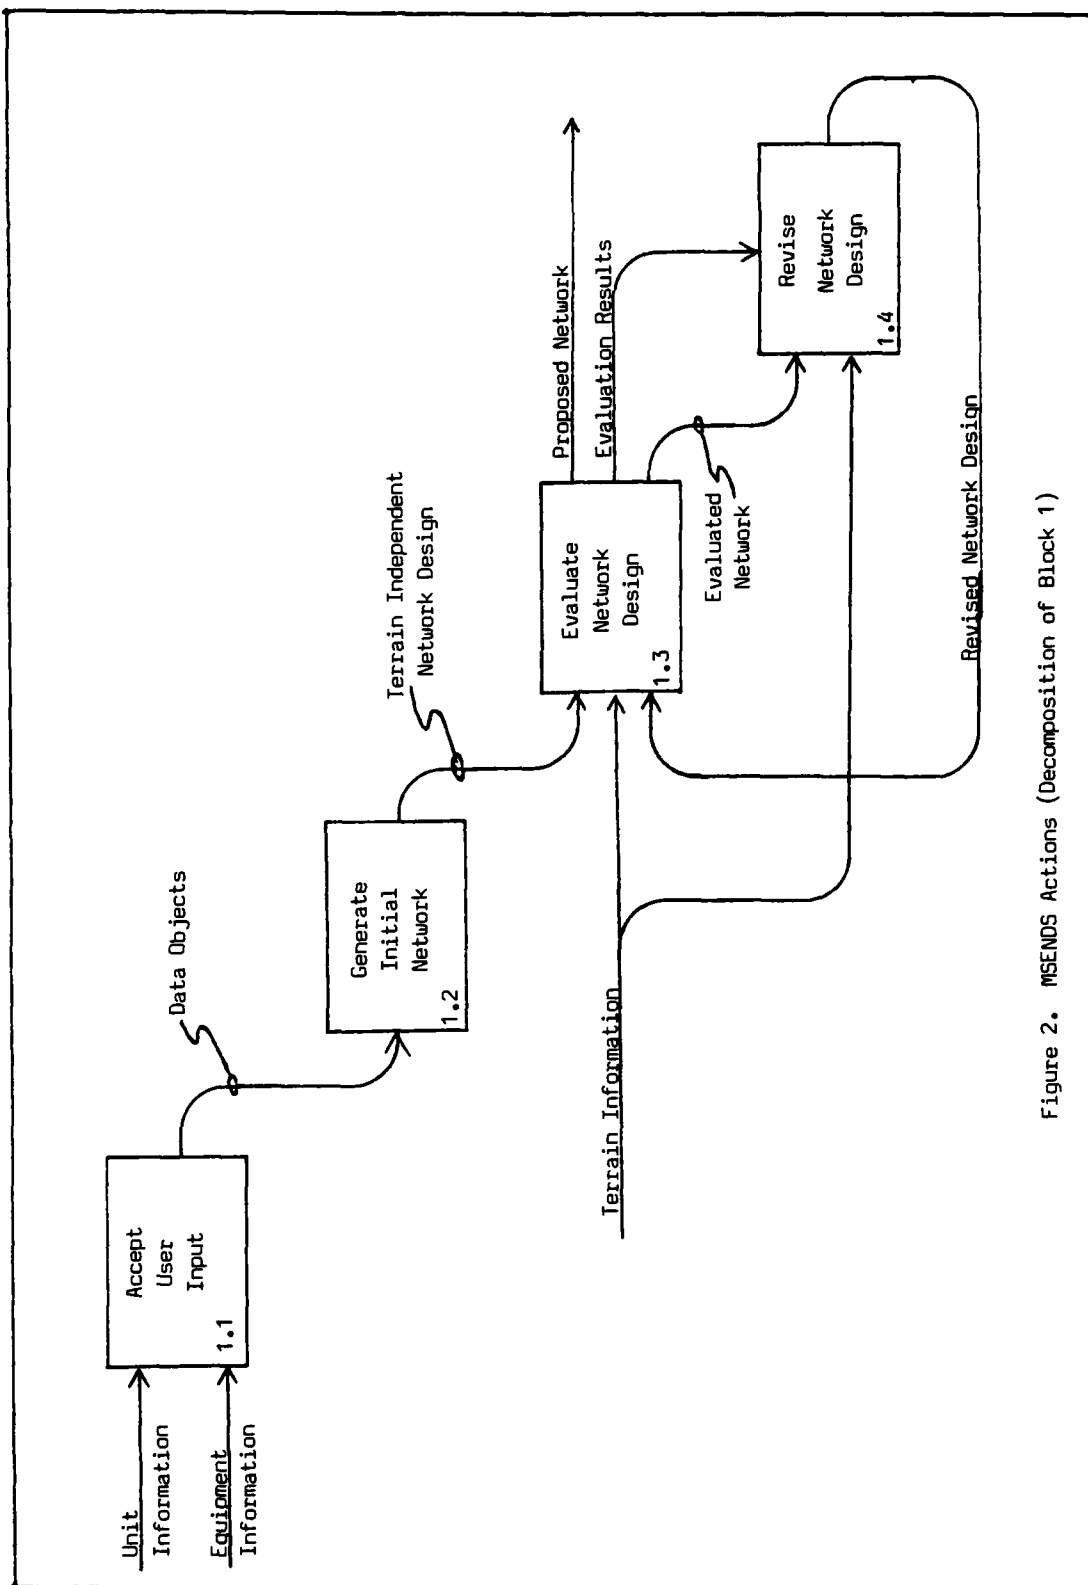 Unit
Information
Equipment
Information
Accept
User
Input
1.1
Data Objects
Generate
Initial
Network
1.2
Terrain Independent
Network Design
Terrain Information
Evaluate
Network
Design
1.3
Proposed Network
Evaluation Results
Evaluated
Network
Revise
Network
Design
1.4
Revised Network Design
Figure 2. MSENDS Actions (Decomposition of Block 1)